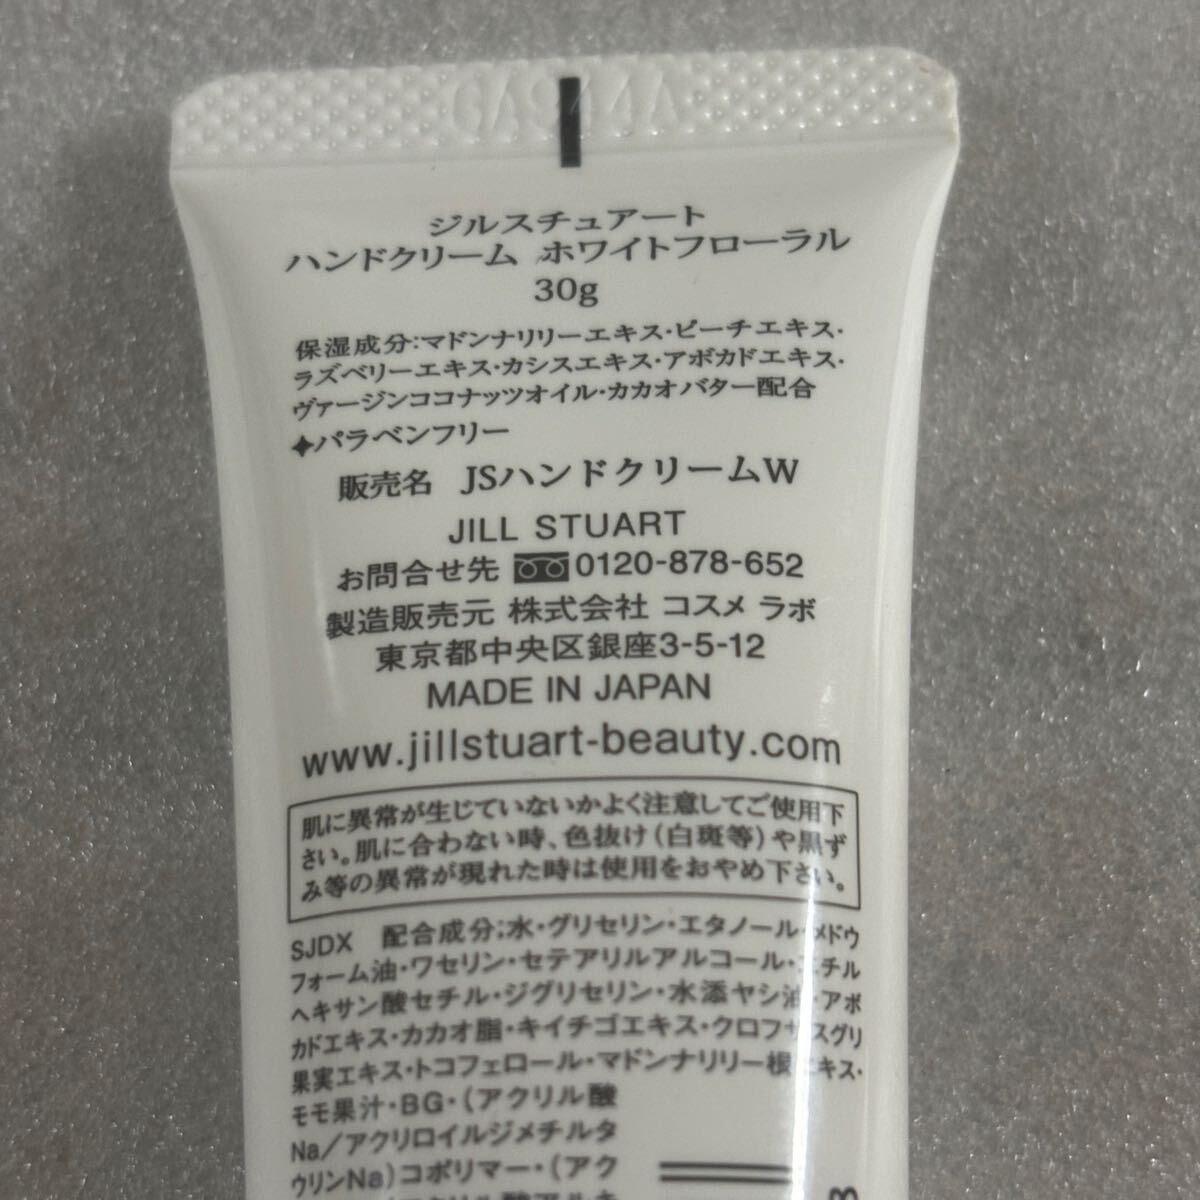 ジルスチュアート
ハンドクリーム ホワイトフローラル
30g
保湿成分:マドンナリリーエキス・ピーチエキス・
ラズベリーエキス・カシスエキス・アボカドエキス・
ヴァージンココナッツオイル・カカオバター配合
✦パラベンフリー
販売名 JSハンドクリームW
JILL STUART
お問合せ先 0120-878-652
製造販売元 株式会社 コスメ ラボ
東京都中央区銀座3-5-12
MADE IN JAPAN
www.jillstuart-beauty.com
肌に異常が生じていないかよく注意してご使用下
さい。肌に合わない時、色抜け(白斑等)や黒ず
み等の異常が現れた時は使用をおやめ下さい。
SJDX 配合成分;水・グリセリン・エタノール・メドウ
フォーム油・ワセリン・セテアリルアルコール・エチル
ヘキサン酸セチル・ジグリセリン・水添ヤシ油・アボ
カドエキス・カカオ脂・キイチゴエキス・クロフサスグリ
果実エキス・トコフェロール・マドンナリリー根エキス・
モモ果汁・BG・(アクリル酸
Na/アクリロイルジメチルタ
ウリンNa)コポリマー・(アク